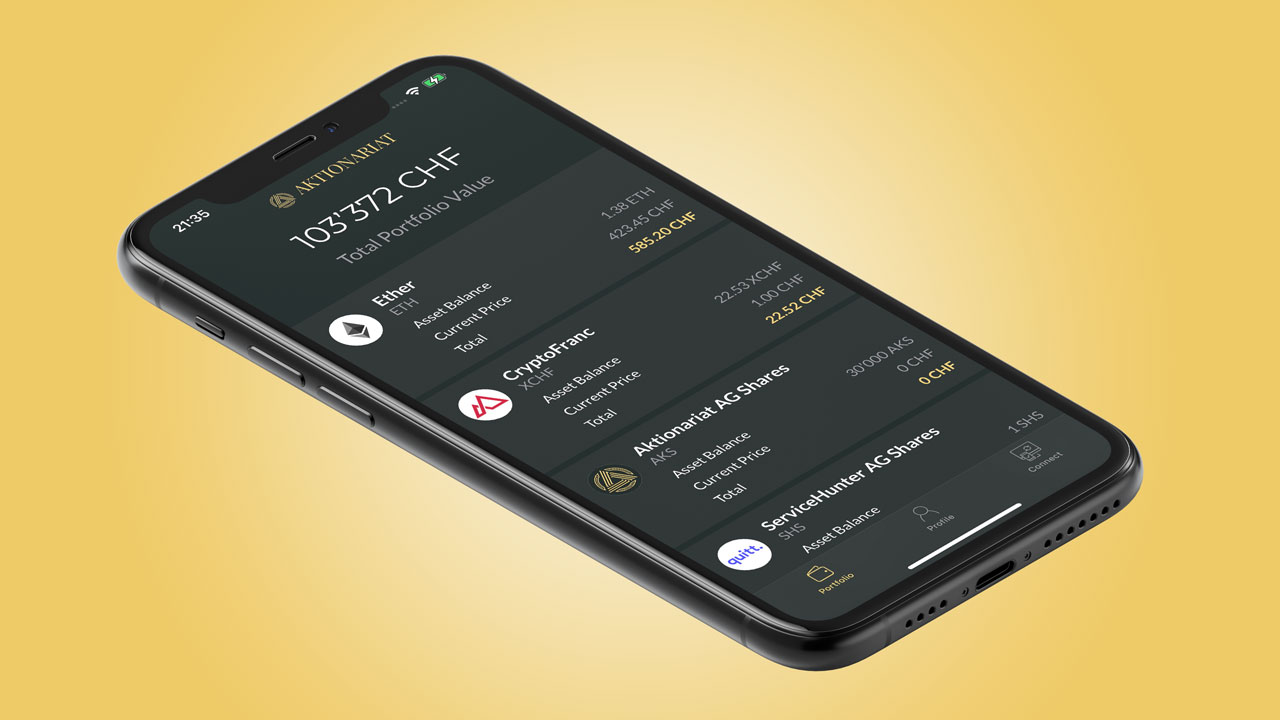 21:35
AKTIONARIAT
103'372 CHF
Total Portfolio Value
Ether
ETH
Asset Balance 1.38 ETH
Current Price 423.45 CHF
Total 585.20 CHF
CryptoFranc
XCHF
Asset Balance 22.53 XCHF
Current Price 1.00 CHF
Total 22.52 CHF
Aktionariat AG Shares
AKS
Asset Balance 30'000 AKS
Current Price 0 CHF
Total 0 CHF
quitt.
ServiceHunter AG Shares
SHS
Asset Balance 1 SHS
Portfolio
Profile
Connect